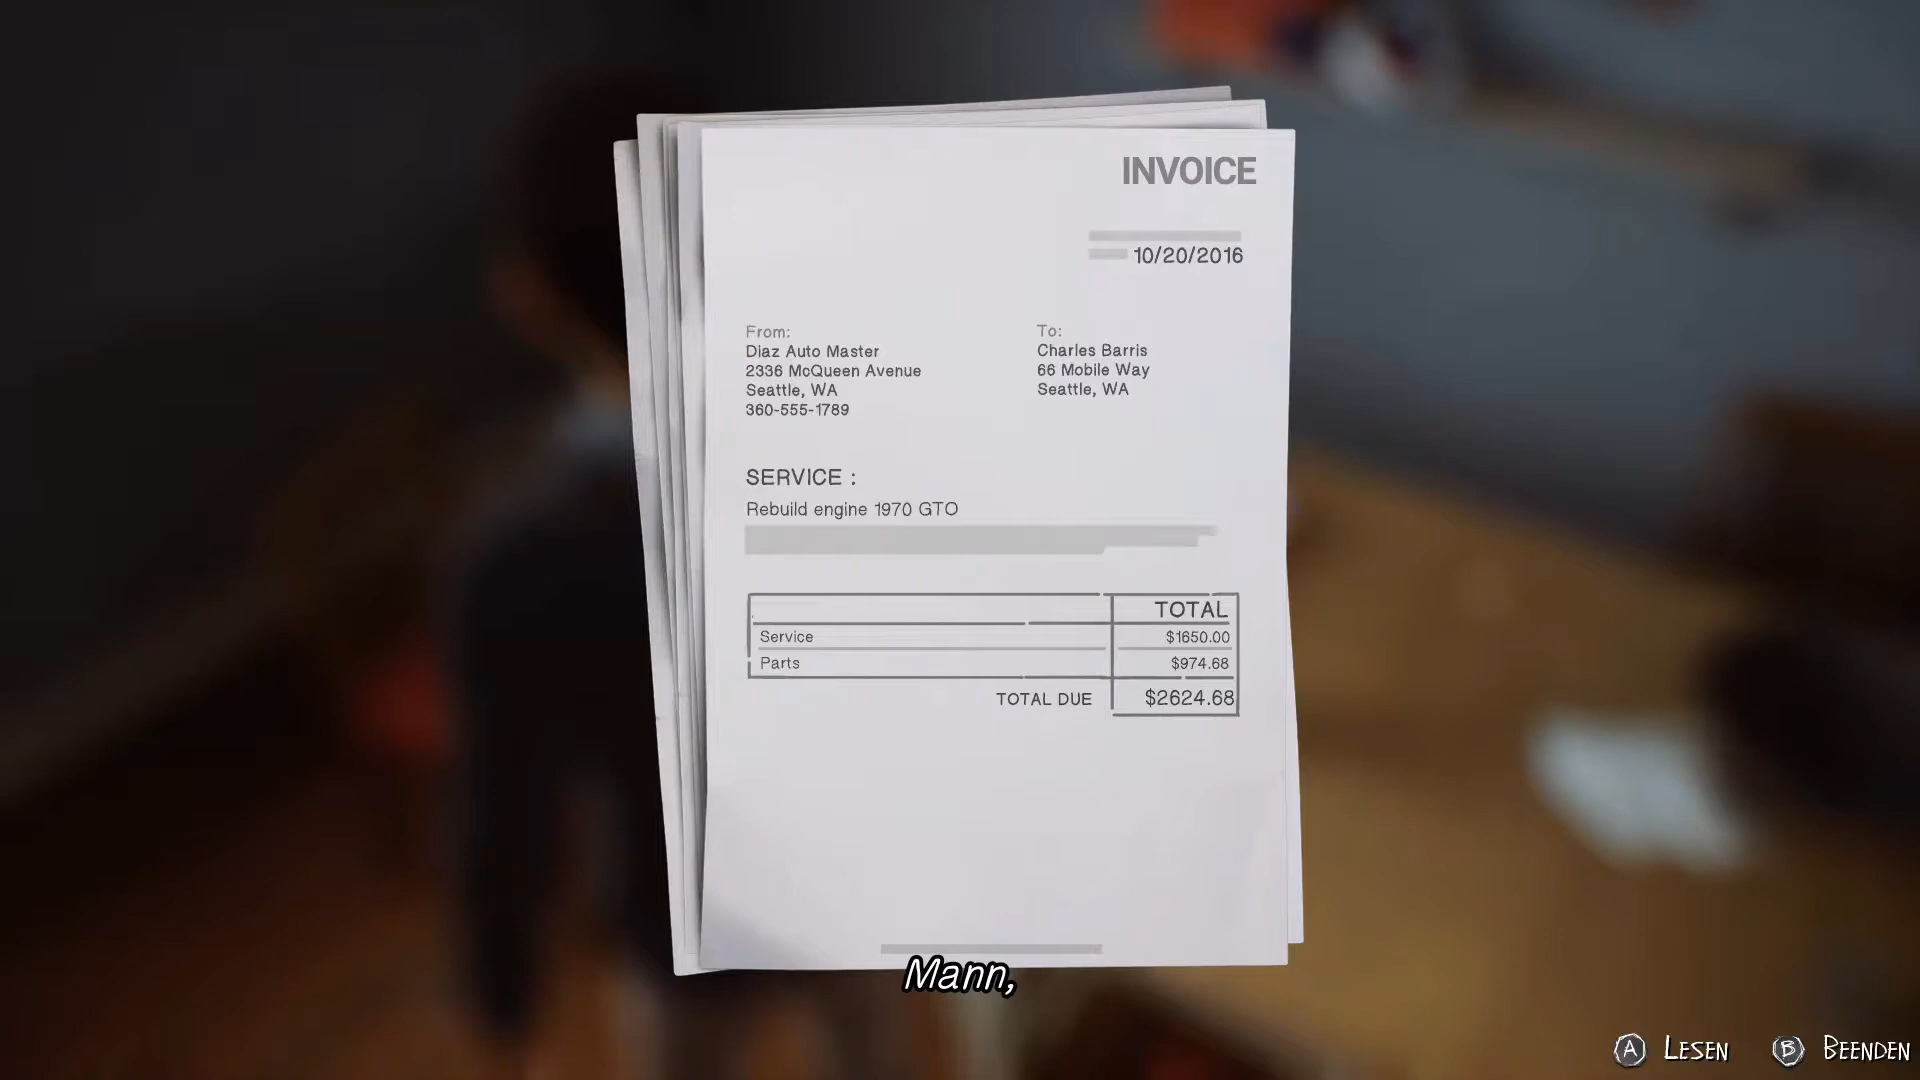 INVOICE
10/20/2016
From:
Diaz Auto Master
2336 McQueen Avenue
Seattle, WA
360-555-1789
To:
Charles Barris
66 Mobile Way
Seattle, WA
SERVICE :
Rebuild engine 1970 GTO
TOTAL
Service $1650.00
Parts $974.68
TOTAL DUE $2624.68
Mann,
A LESEN B BEENDEN